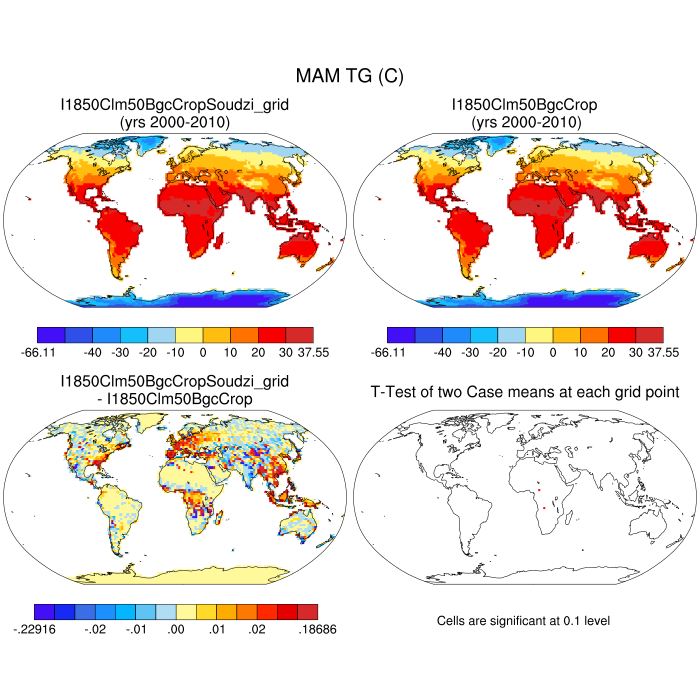 MAM TG (C)
I1850Clm50BgcCropSoudzi_grid
(yrs 2000-2010)
I1850Clm50BgcCrop
(yrs 2000-2010)
-66.11 -40 -30 -20 -10 0 10 20 30 37.55
-66.11 -40 -30 -20 -10 0 10 20 30 37.55
I1850Clm50BgcCropSoudzi_grid
- I1850Clm50BgcCrop
T-Test of two Case means at each grid point
-.22916 -.02 -.01 .00 .01 .02 .18686
Cells are significant at 0.1 level